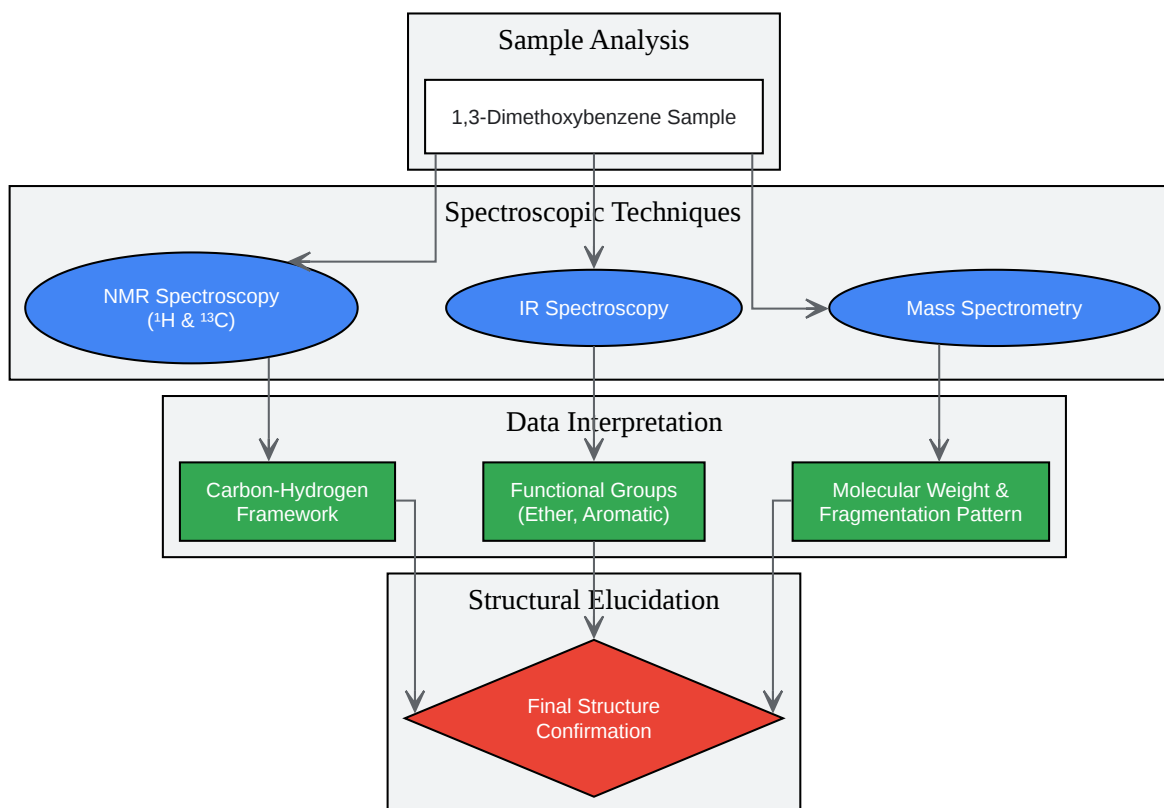 Sample Analysis
1,3-Dimethoxybenzene Sample
Spectroscopic Techniques
NMR Spectroscopy
(¹H & ¹³C)
IR Spectroscopy
Mass Spectrometry
Data Interpretation
Carbon-Hydrogen
Framework
Functional Groups
(Ether, Aromatic)
Molecular Weight &
Fragmentation Pattern
Structural Elucidation
Final Structure
Confirmation